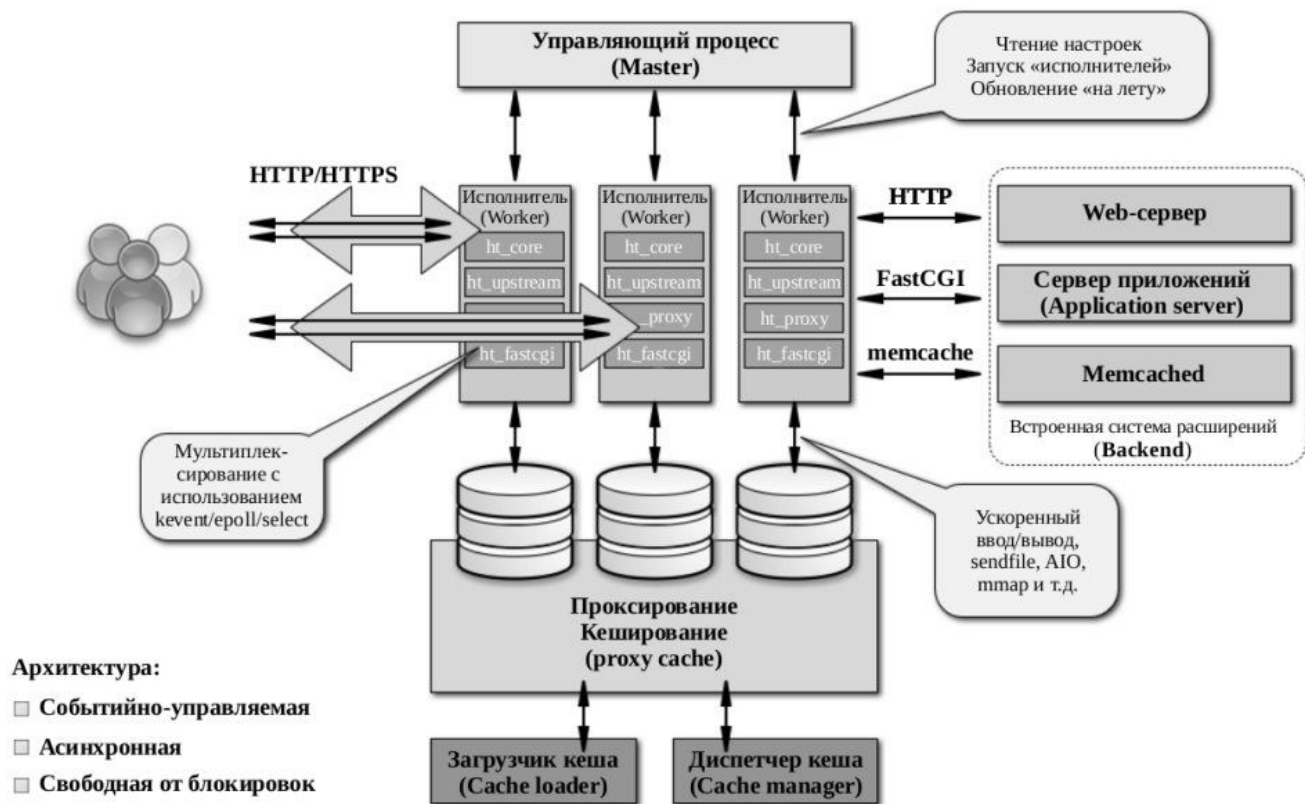 Управляющий процесс
(Master)
Чтение настроек
Запуск «исполнителей»
Обновление «на лету»
HTTP/HTTPS
Исполнитель
(Worker)
ht_core
ht_upstream
ht_fastcgi
Исполнитель
(Worker)
ht_core
ht_upstream
_proxy
ht_fastcgi
Исполнитель
(Worker)
ht_core
ht_upstream
ht_proxy
ht_fastcgi
HTTP
FastCGI
memcache
Web-сервер
Сервер приложений
(Application server)
Memcached
Встроенная система расширений
(Backend)
Мультиплек-
сирование с
использованием
kevent/epoll/select
Ускоренный
ввод/вывод,
sendfile, AIO,
mmap и т.д.
Проксирование
Кеширование
(proxy cache)
Архитектура:
Событийно-управляемая
Асинхронная
Свободная от блокировок
Загрузчик кеша
(Cache loader)
Диспетчер кеша
(Cache manager)